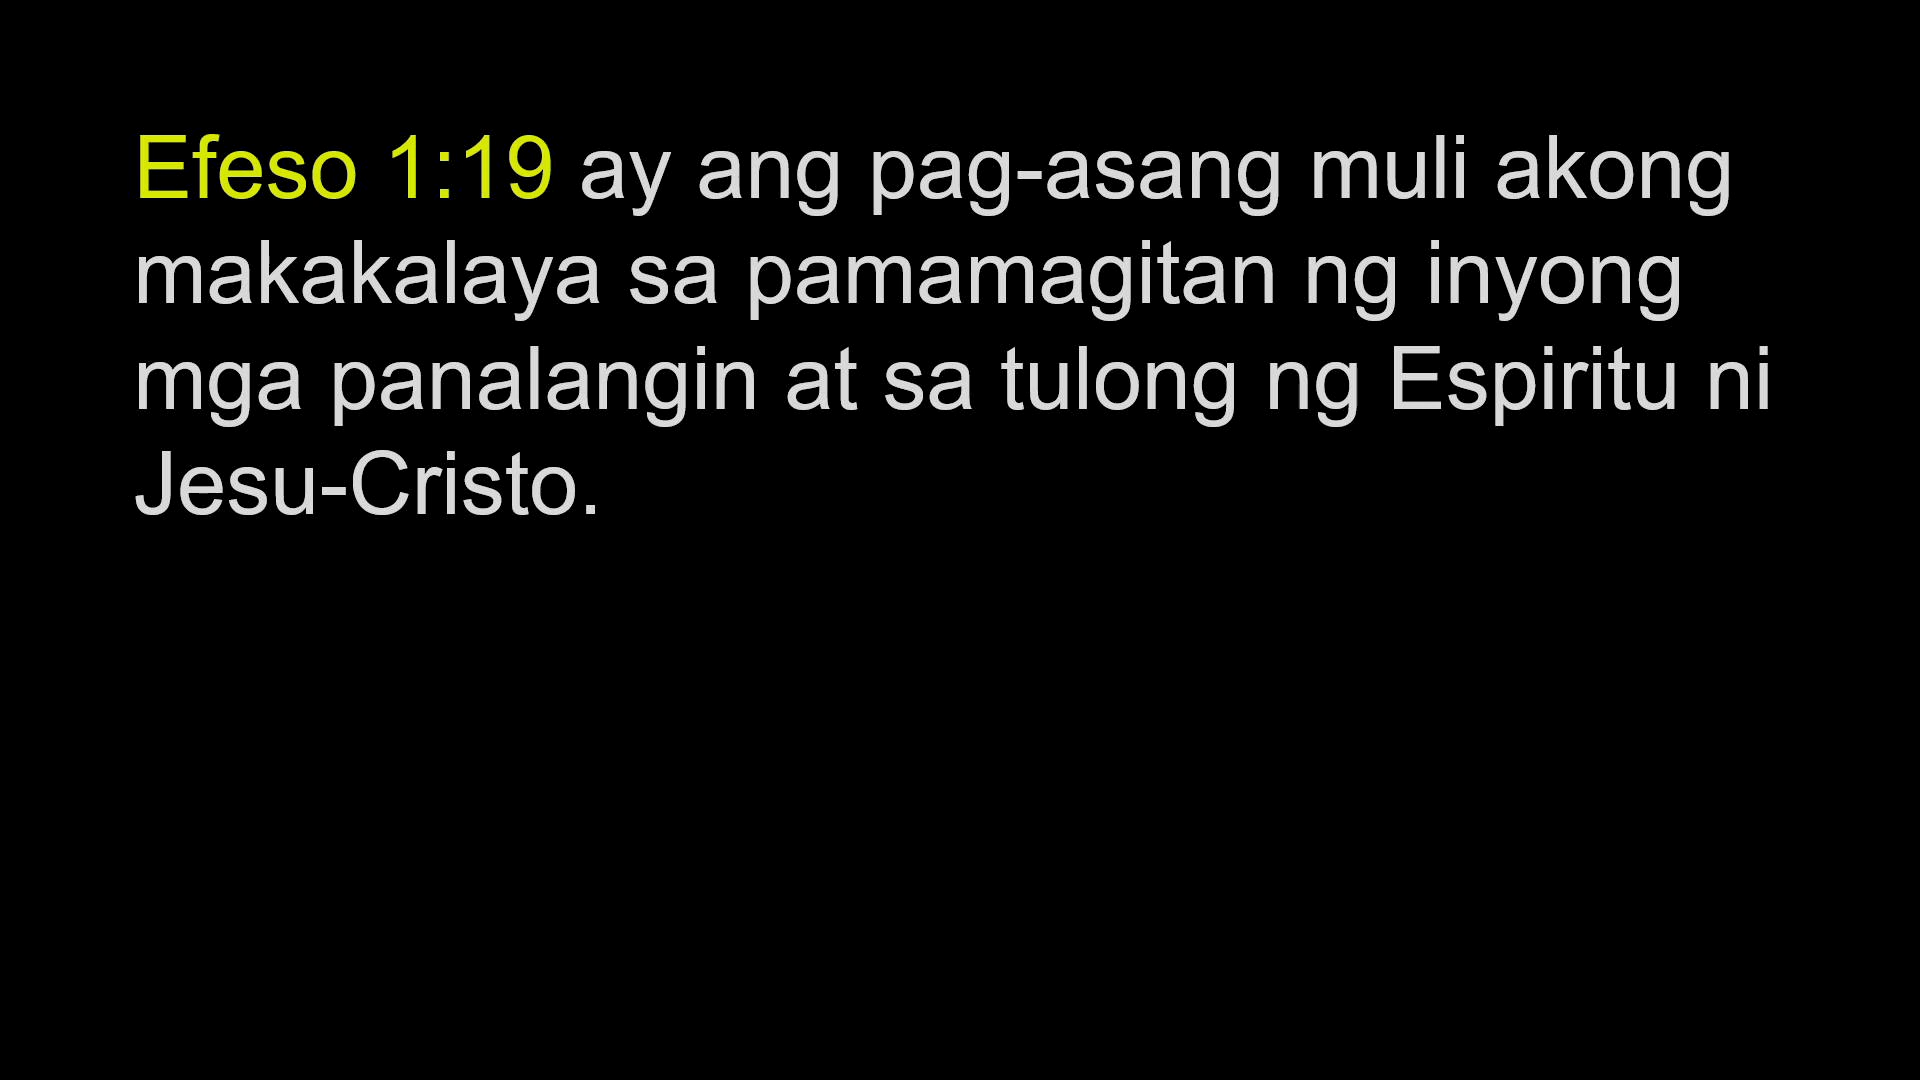 Efeso 1:19 ay ang pag-asang muli akong
makakalaya sa pamamagitan ng inyong
mga panalangin at sa tulong ng Espiritu ni
Jesu-Cristo.